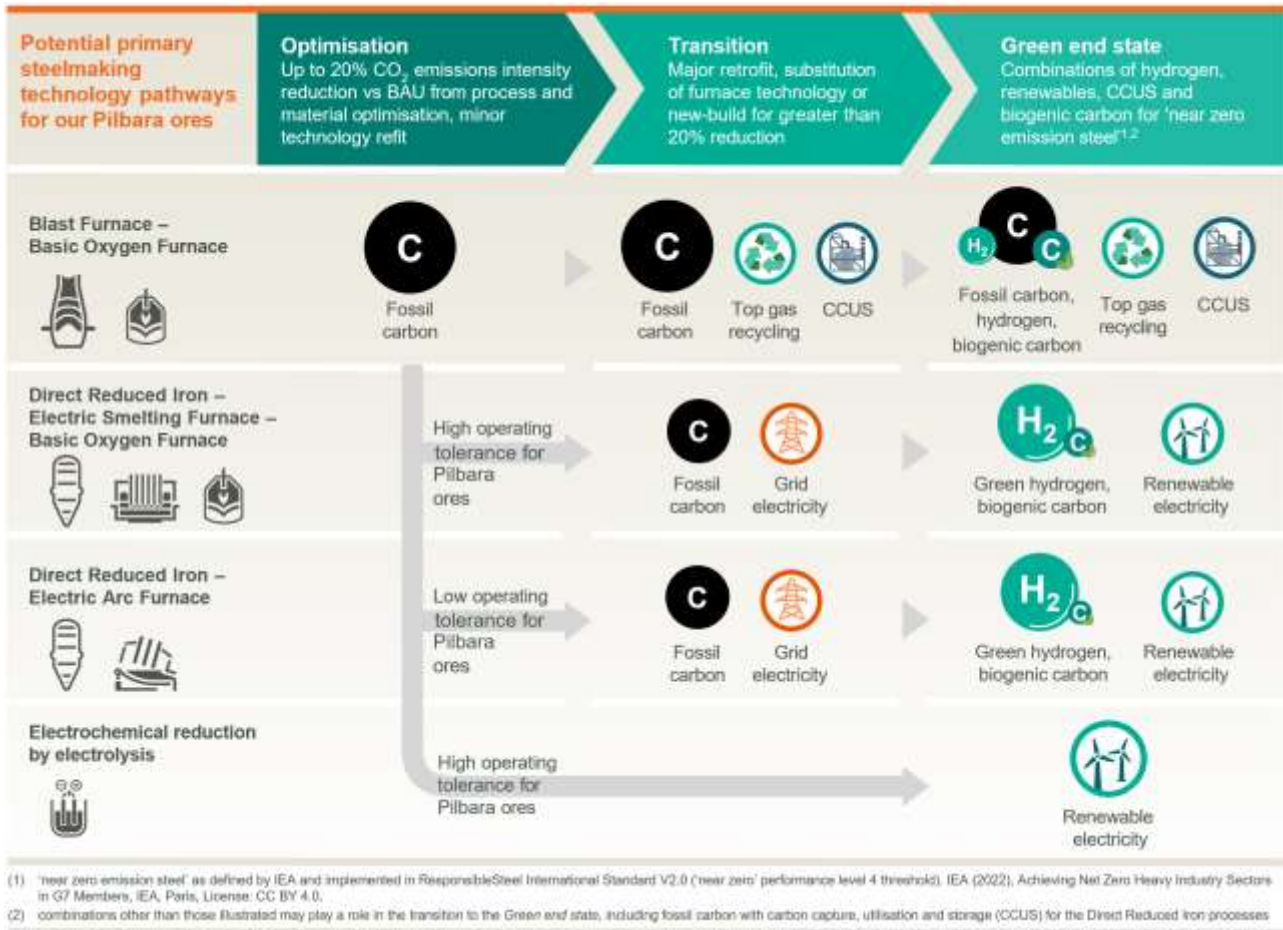 Potential primary
steelmaking
technology pathways
for our Pilbara ores
Optimisation
Up to 20% CO2 emissions intensity
reduction vs BAU from process and
material optimisation, minor
technology refit
Transition
Major retrofit, substitution
of furnace technology or
new-build for greater than
20% reduction
Green end state
Combinations of hydrogen,
renewables, CCUS and
biogenic carbon for 'near zero
emission steel'1,2
Blast Furnace –
Basic Oxygen Furnace
C
Fossil
carbon
C
Fossil
carbon
Top gas
recycling
CCUS
H2
C
C
Fossil carbon,
hydrogen,
biogenic carbon
Top gas
recycling
CCUS
Direct Reduced Iron –
Electric Smelting Furnace –
Basic Oxygen Furnace
High operating
tolerance for
Pilbara
ores
C
Fossil
carbon
Grid
electricity
H2
C
Green hydrogen,
biogenic carbon
Renewable
electricity
Direct Reduced Iron –
Electric Arc Furnace
Low operating
tolerance for
Pilbara
ores
C
Fossil
carbon
Grid
electricity
H2
C
Green hydrogen,
biogenic carbon
Renewable
electricity
Electrochemical reduction
by electrolysis
High operating
tolerance for
Pilbara ores
Renewable
electricity
(1) 'near zero emission steel' as defined by IEA and implemented in ResponsibleSteel International Standard V2.0 ('near zero' performance level 4 threshold). IEA (2022), Achieving Net Zero Heavy Industry Sectors
in G7 Members, IEA, Paris, License: CC BY 4.0.
(2) combinations other than those illustrated may play a role in the transition to the Green end state, including fossil carbon with carbon capture, utilisation and storage (CCUS) for the Direct Reduced Iron processes